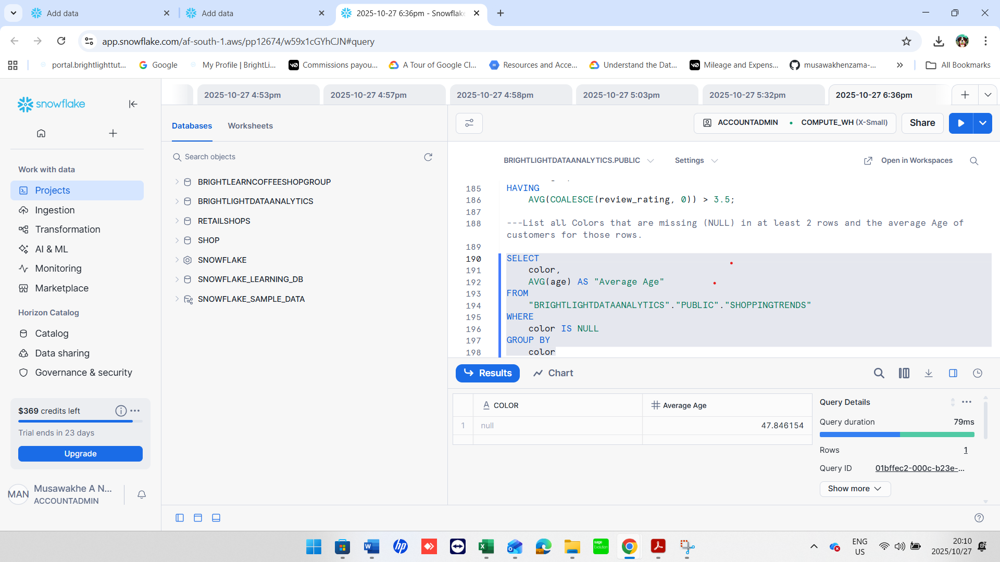 Add data
Add data
2025-10-27 6:36pm - Snowflake
app.snowflake.com/af-south-1.aws/pp12674/w59x1cGYhCJN#query
portal.brightlighttut...
Google
My Profile | BrightLi...
Commissions payou...
A Tour of Google Cl...
Resources and Acce...
Understand the Dat...
Mileage and Expens...
musawakhenzama-...
All Bookmarks
snowflake
2025-10-27 4:53pm
2025-10-27 4:57pm
2025-10-27 4:58pm
2025-10-27 5:03pm
2025-10-27 5:32pm
2025-10-27 6:36pm
Databases
Worksheets
ACCOUNTADMIN
COMPUTE_WH (X-Small)
Share
Work with data
Projects
Ingestion
Transformation
AI & ML
Monitoring
Marketplace
Horizon Catalog
Catalog
Data sharing
Governance & security
$369 credits left
Trial ends in 23 days
Upgrade
MAN
Musawakhe A N...
ACCOUNTADMIN
Search objects
BRIGHTLEARNCOFFEESHOPGROUP
BRIGHTLIGHTDATAANALYTICS
RETAILSHOPS
SHOP
SNOWFLAKE
SNOWFLAKE_LEARNING_DB
SNOWFLAKE_SAMPLE_DATA
BRIGHTLIGHTDATAANALYTICS.PUBLIC
Settings
Open in Workspaces
185 HAVING
186 AVG(COALESCE(review_rating, 0)) > 3.5;
187
188 ---List all Colors that are missing (NULL) in at least 2 rows and the average Age of
customers for those rows.
189
190 SELECT
191 color,
192 AVG(age) AS "Average Age"
193 FROM
194 "BRIGHTLIGHTDATAANALYTICS"."PUBLIC"."SHOPPINGTRENDS"
195 WHERE
196 color IS NULL
197 GROUP BY
198 color
Results
Chart
COLOR
Average Age
1 null 47.846154
Query Details
Query duration 79ms
Rows 1
Query ID 01bffec2-000c-b23e-...
Show more
sage
Evolution
ENG
US
20:10
2025/10/27